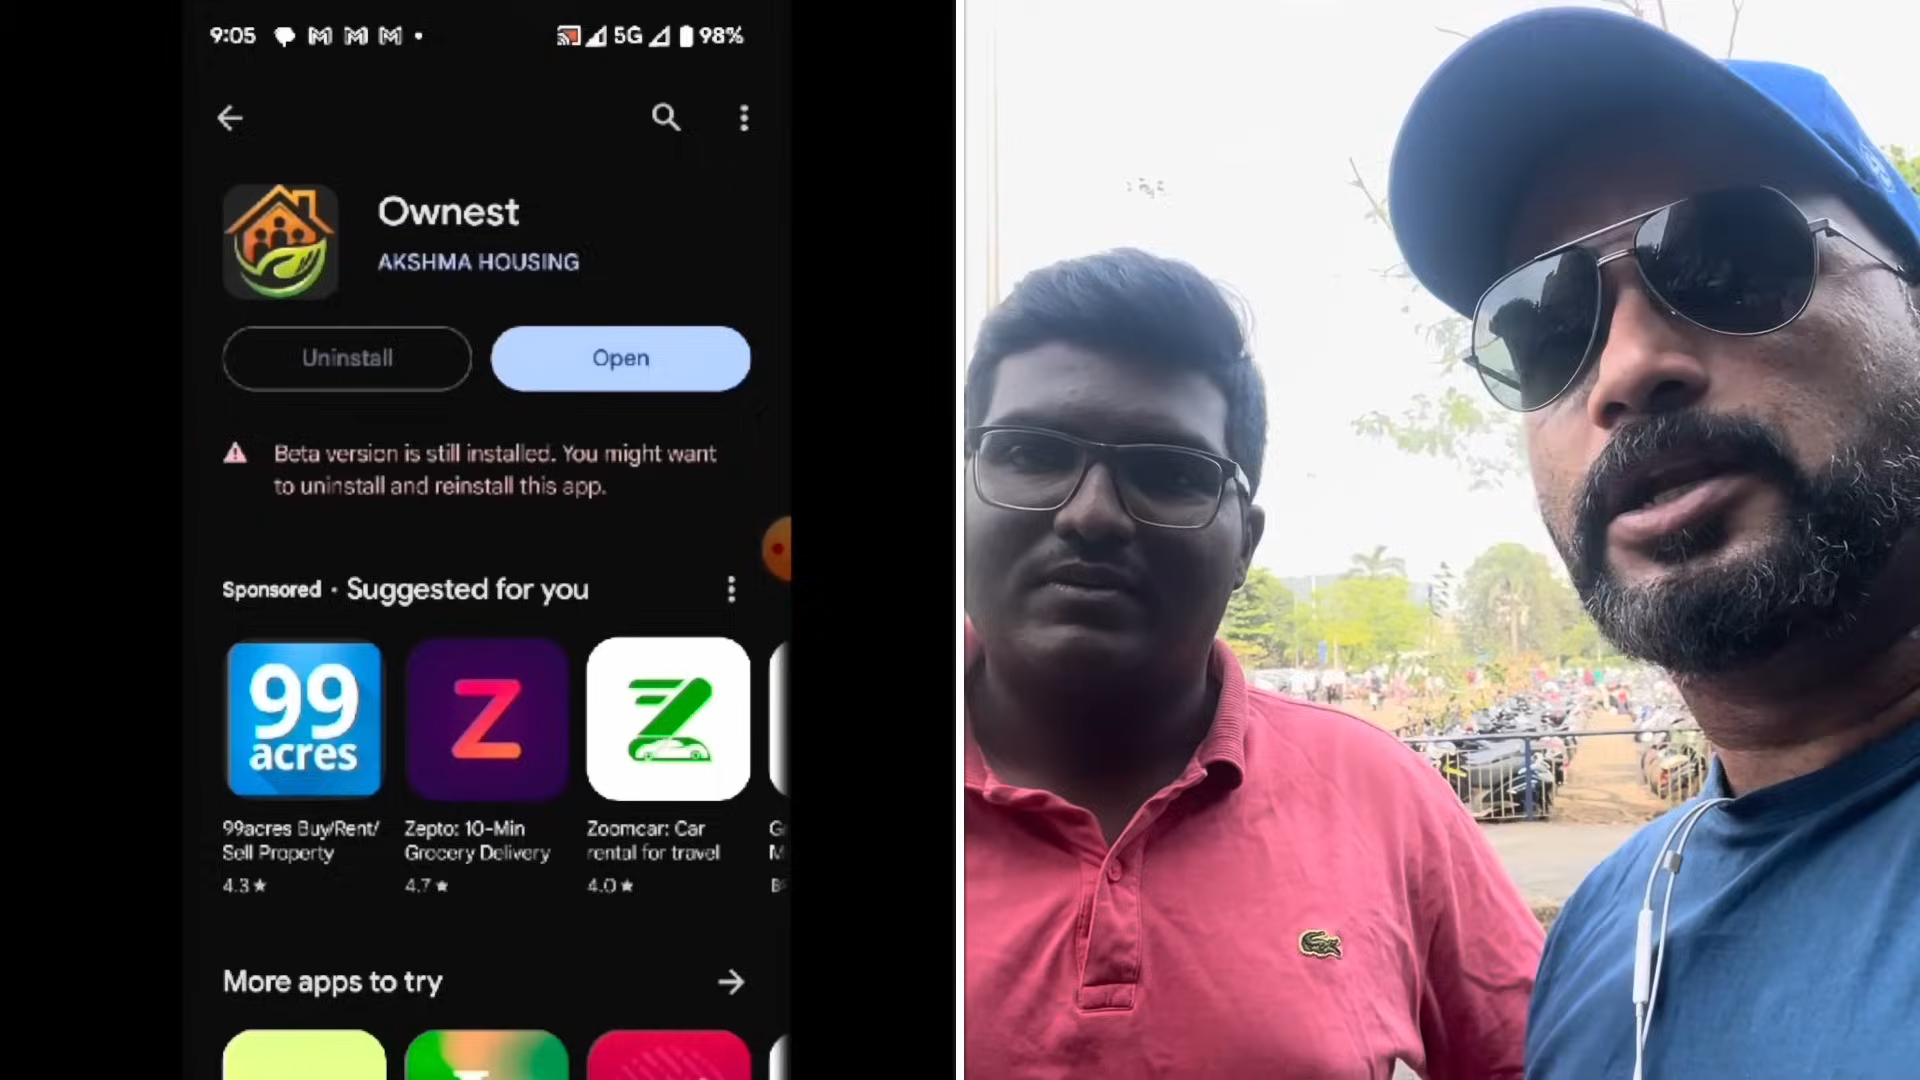 9:05
5G 98%
Ownest
AKSHMA HOUSING
Uninstall
Open
Beta version is still installed. You might want
to uninstall and reinstall this app.
Sponsored · Suggested for you
99
acres
Z
99acres Buy/Rent/
Sell Property
4.3★
Zepto: 10-Min
Grocery Delivery
4.7★
Zoomcar: Car
rental for travel
4.0★
More apps to try